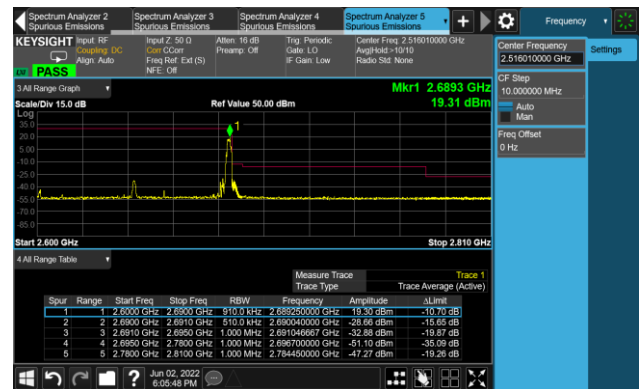 Spectrum Analyzer 2
Spurious Emissions
Spectrum Analyzer 3
Spurious Emissions
Spectrum Analyzer 4
Spurious Emissions
Spectrum Analyzer 5
Spurious Emissions
Frequency
KEYSIGHT
Input: RF
Coupling: DC
Align: Auto
Input Z: 50 Ω
Corr CCorr
Freq Ref: Ext (S)
NFE: Off
Atten: 16 dB
Preamp: Off
Trig: Periodic
Gate: LO
IF Gain: Low
Center Freq: 2.516010000 GHz
Avg|Hold:>10/10
Radio Std: None
PASS
3 All Range Graph
Mkr1 2.6893 GHz
Scale/Div 15.0 dB
Ref Value 50.00 dBm
19.31 dBm
Log
35.0
20.0
5.00
-10.0
-25.0
-40.0
-55.0
-70.0
-85.0
1
Start 2.600 GHz
Stop 2.810 GHz
4 All Range Table
Measure Trace Trace 1
Trace Type Trace Average (Active)
Spur Range Start Freq Stop Freq RBW Frequency Amplitude ΔLimit
1 1 2.6000 GHz 2.6900 GHz 910.0 kHz 2.689250000 GHz 19.30 dBm -10.70 dB
2 2 2.6900 GHz 2.6910 GHz 510.0 kHz 2.690040000 GHz -28.66 dBm -15.65 dB
3 3 2.6910 GHz 2.6950 GHz 1.000 MHz 2.691046667 GHz -32.88 dBm -19.87 dB
4 4 2.6950 GHz 2.7800 GHz 1.000 MHz 2.696700000 GHz -51.10 dBm -35.09 dB
5 5 2.7800 GHz 2.8100 GHz 1.000 MHz 2.784450000 GHz -47.27 dBm -19.26 dB
Center Frequency
2.516010000 GHz
Settings
CF Step
10.000000 MHz
Auto
Man
Freq Offset
0 Hz
Jun 02, 2022
6:05:48 PM